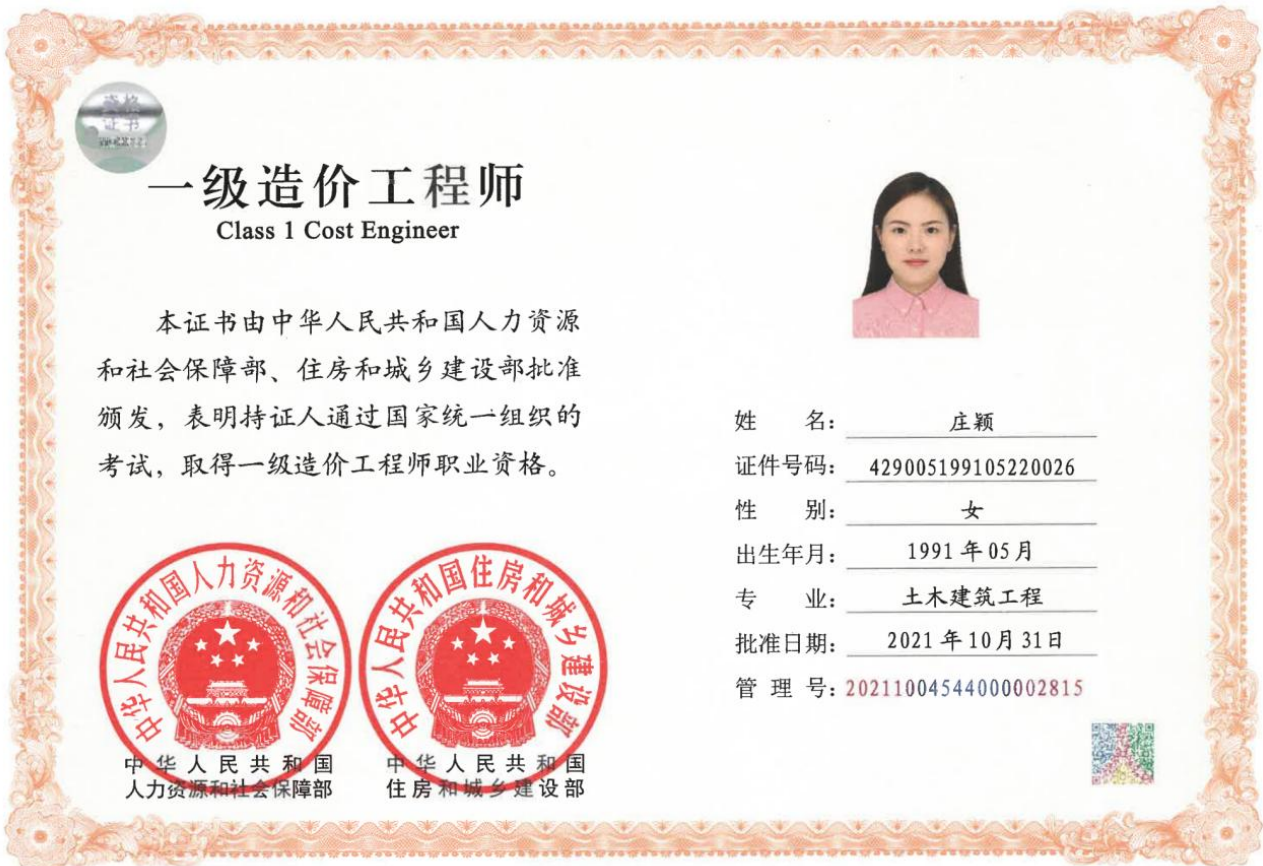 资格
证书
一级造价工程师
Class 1 Cost Engineer
本证书由中华人民共和国人力资源
和社会保障部、住房和城乡建设部批准
颁发，表明持证人通过国家统一组织的
考试，取得一级造价工程师职业资格。
姓 名：庄颖
证件号码：429005199105220026
性 别：女
出生年月：1991年05月
专 业：土木建筑工程
批准日期：2021年10月31日
管 理 号：20211004544000002815
中华人民共和国人力资源和社会保障部
中华人民共和国住房和城乡建设部
中华人民共和国
人力资源和社会保障部
中华人民共和国
住房和城乡建设部